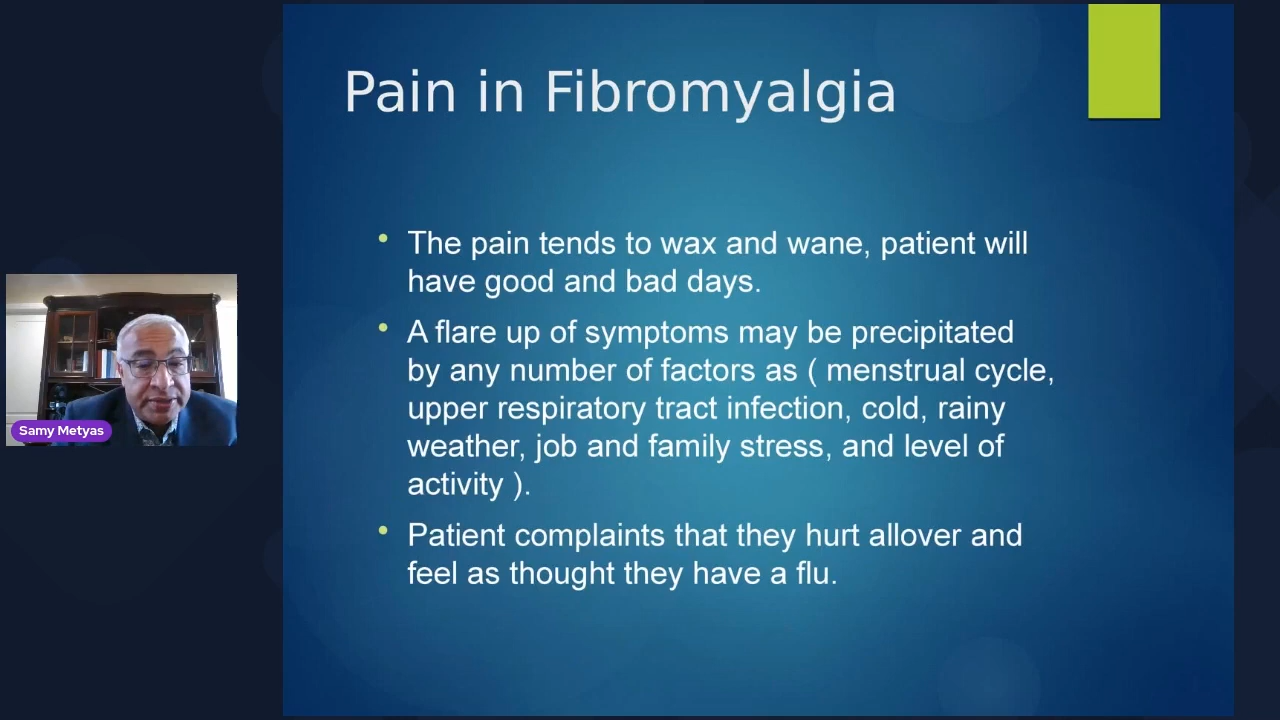 Pain in Fibromyalgia
The pain tends to wax and wane, patient will
have good and bad days.
A flare up of symptoms may be precipitated
by any number of factors as ( menstrual cycle,
upper respiratory tract infection, cold, rainy
weather, job and family stress, and level of
activity ).
Patient complaints that they hurt allover and
feel as thought they have a flu.
Samy Metyas